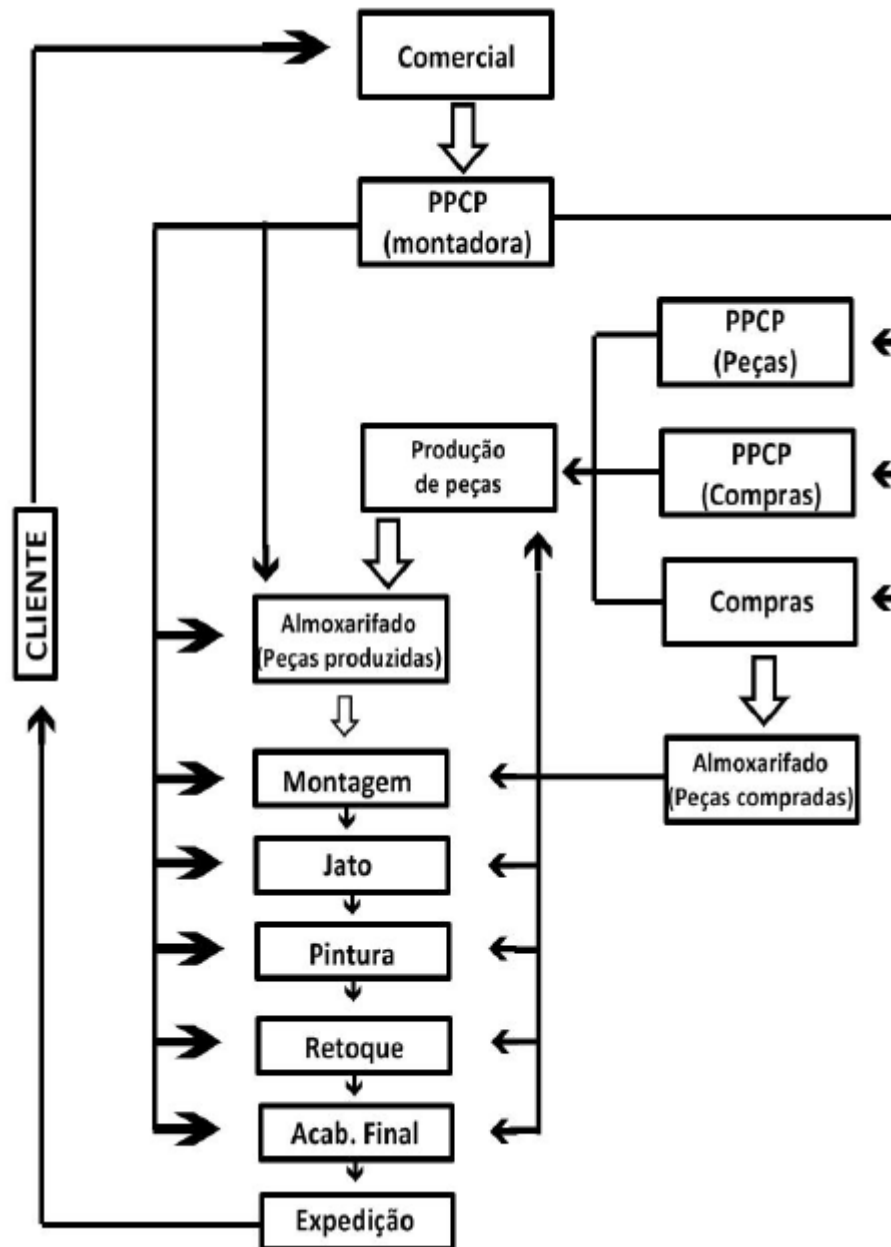 Comercial
PPCP
(montadora)
PPCP
(Peças)
Produção
de peças
PPCP
(Compras)
CLIENTE
Almoxarifado
(Peças produzidas)
Compras
Montagem
Almoxarifado
(Peças compradas)
Jato
Pintura
Retoque
Acab. Final
Expedição